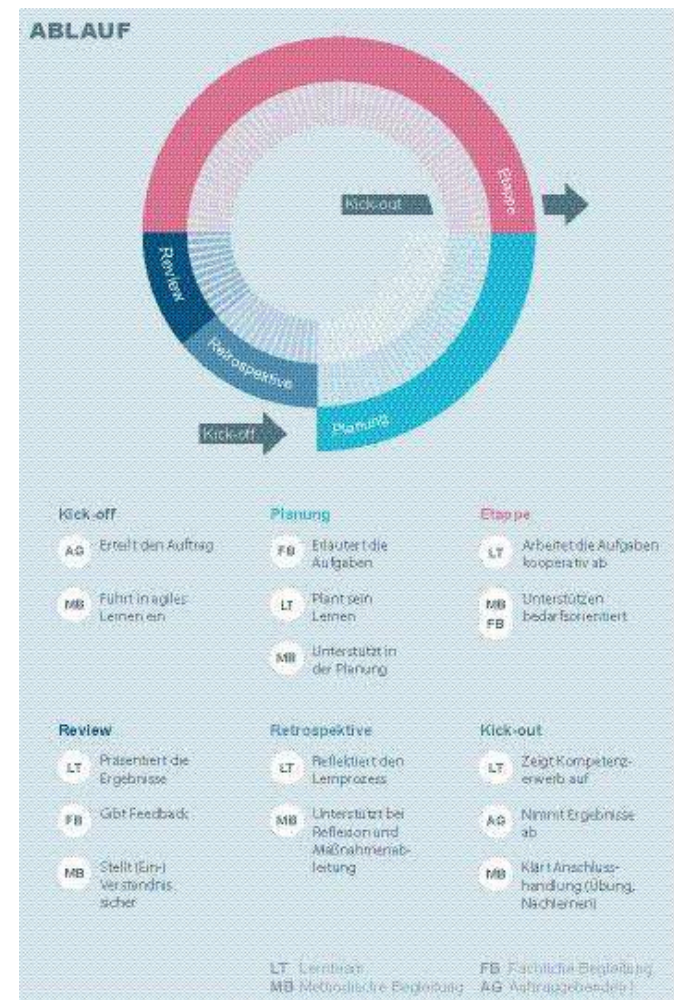 ABLAUF
Etappe
Kick-out
Review
Retrospektive
Kick-off
Planung
Kick-off
AG Erteilt den Auftrag
MB Führt in agiles
Lernen ein
Planung
FB Erläutert die
Aufgaben
LT Plant sein
Lernen
MB Unterstützt in
der Planung
Etappe
LT Arbeitet die Aufgaben
kooperativ ab
MB Unterstützen
FB bedarfsorientiert
Review
LT Präsentiert die
Ergebnisse
FB Gibt Feedback
MB Stellt (Ein-)
Verständnis
sicher
Retrospektive
LT Reflektiert den
Lernprozess
MB Unterstützt bei
Reflexion und
Maßnahmenab-
leitung
Kick-out
LT Zeigt Kompetenz-
erwerb auf
AG Nimmt Ergebnisse
ab
MB Klärt Anschluss-
handlung (Übung,
Nachlernen)
LT Lernteam
MB Methodische Begleitung
FB Fachliche Begleitung
AG